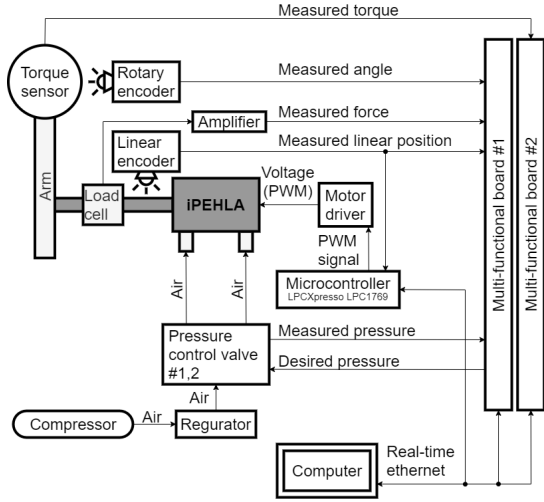 Measured torque
Torque
sensor
Rotary
encoder
Measured angle
Amplifier
Measured force
Linear
encoder
Measured linear position
Multi-functional board #1
Multi-functional board #2
Arm
Load
cell
iPEHLA
Voltage
(PWM)
Motor
driver
PWM
signal
Air
Air
Microcontroller
LPCXpresso LPC1769
Pressure
control valve
#1,2
Measured pressure
Desired pressure
Air
Compressor
Air
Regurator
Computer
Real-time
ethernet